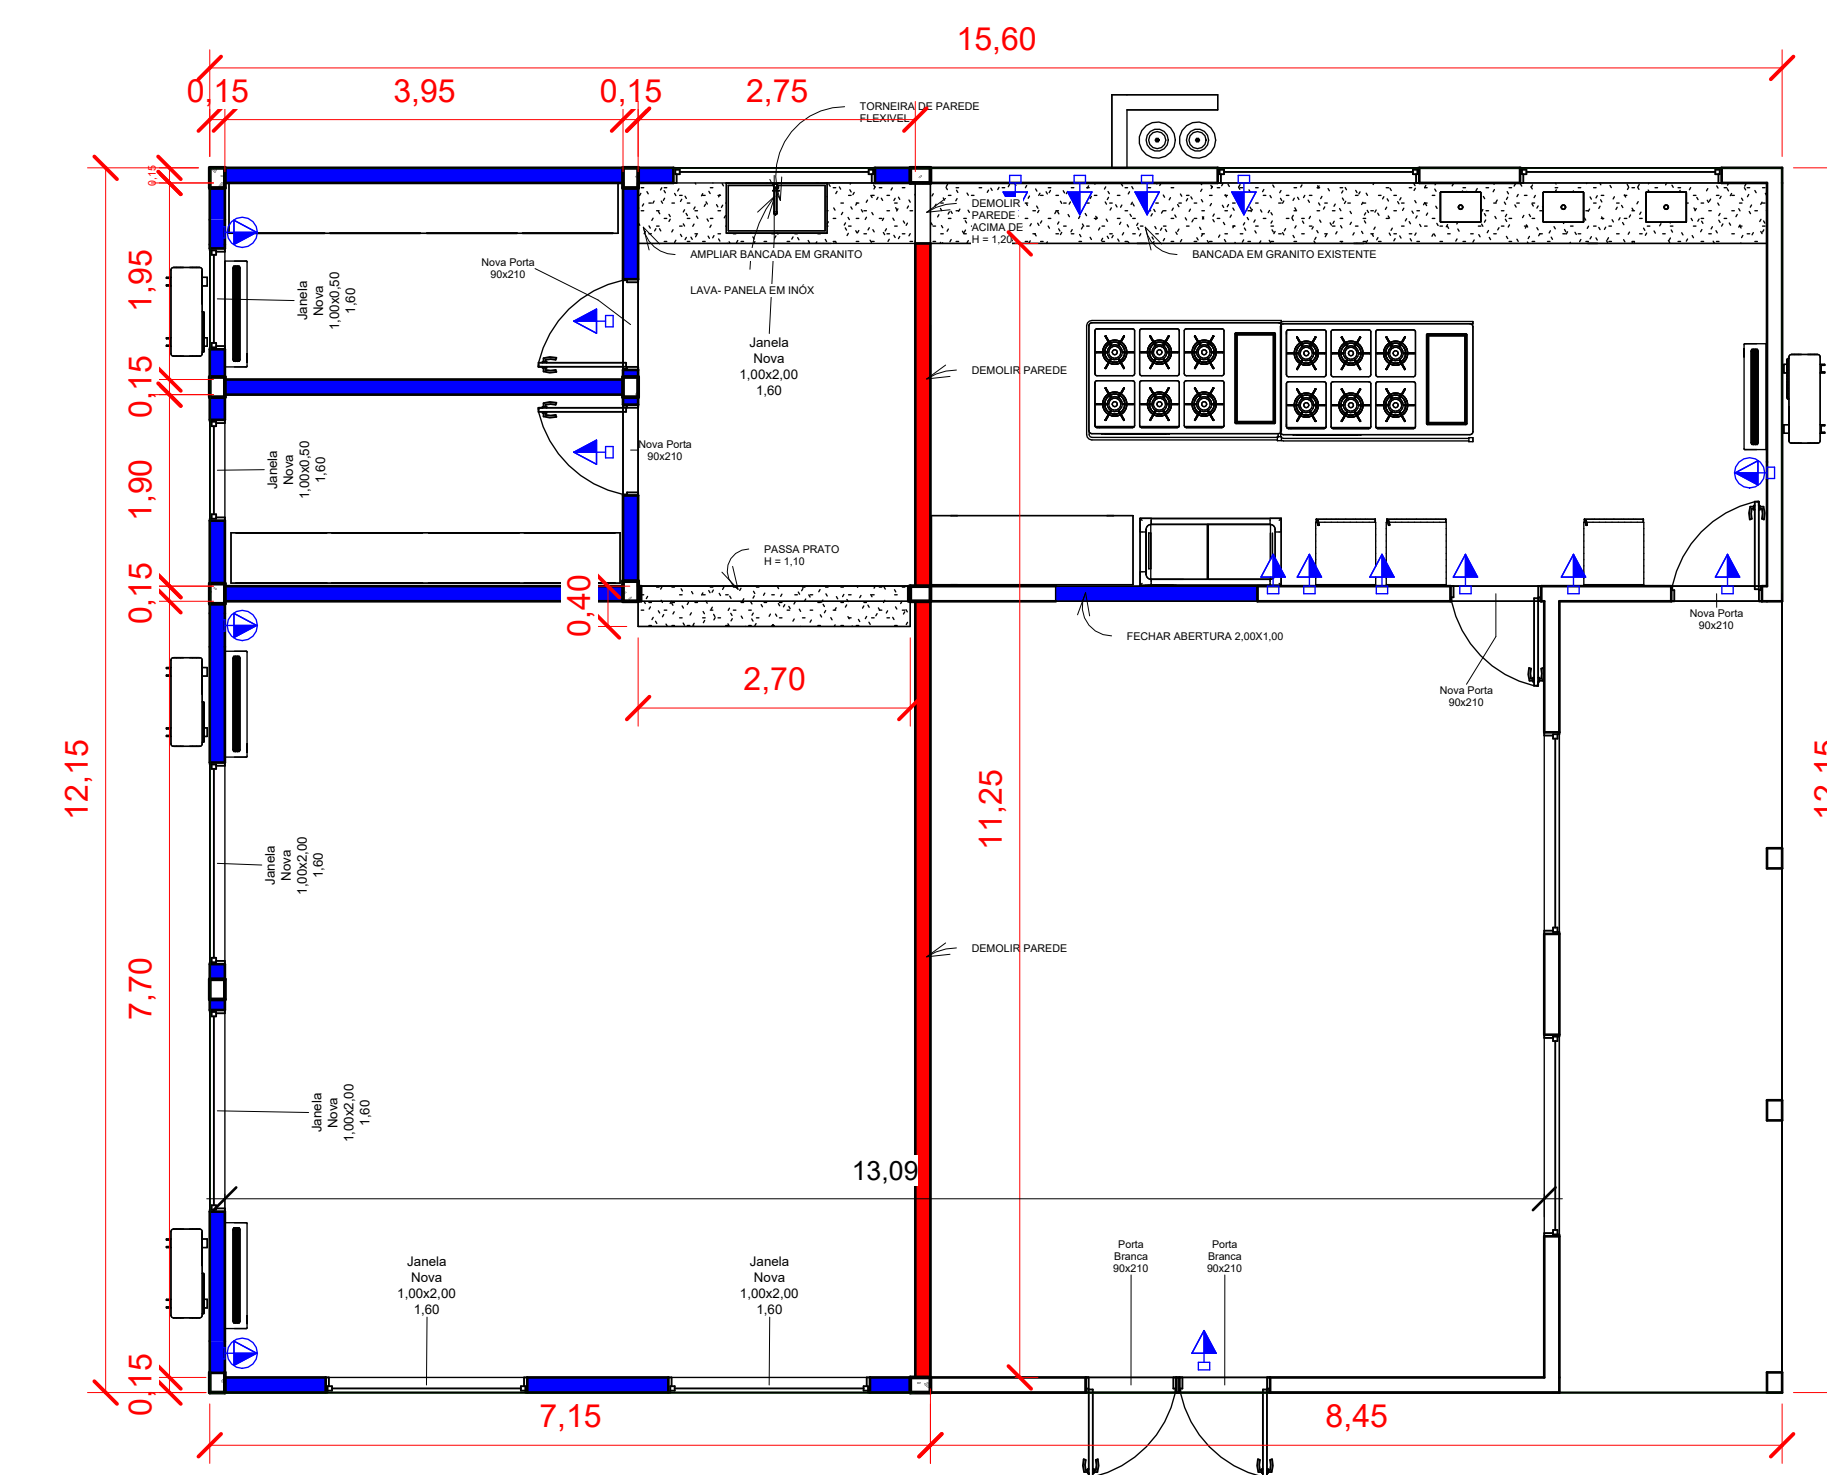 15,60
0,15
3,95
0,15
2,75
TORNEIRA DE PAREDE
FLEXIVEL
0,15
DEMOLIR
PAREDE
ACIMA DE
H = 1,20
AMPLIAR BANCADA EM GRANITO
BANCADA EM GRANITO EXISTENTE
Nova Porta
90x210
LAVA- PANELA EM INÓX
1,95
Janela
Nova
1,00x0,50
1,60
Janela
Nova
1,00x2,00
1,60
DEMOLIR PAREDE
0,15
Nova Porta
90x210
Janela
Nova
1,00x0,50
1,60
1,90
PASSA PRATO
H = 1,10
0,15
0,40
FECHAR ABERTURA 2,00X1,00
Nova Porta
90x210
2,70
Nova Porta
90x210
12,15
11,25
12,15
Janela
Nova
1,00x2,00
1,60
DEMOLIR PAREDE
7,70
Janela
Nova
1,00x2,00
1,60
13,09
Janela
Nova
1,00x2,00
1,60
Janela
Nova
1,00x2,00
1,60
Porta
Branca
90x210
Porta
Branca
90x210
0,15
7,15
8,45